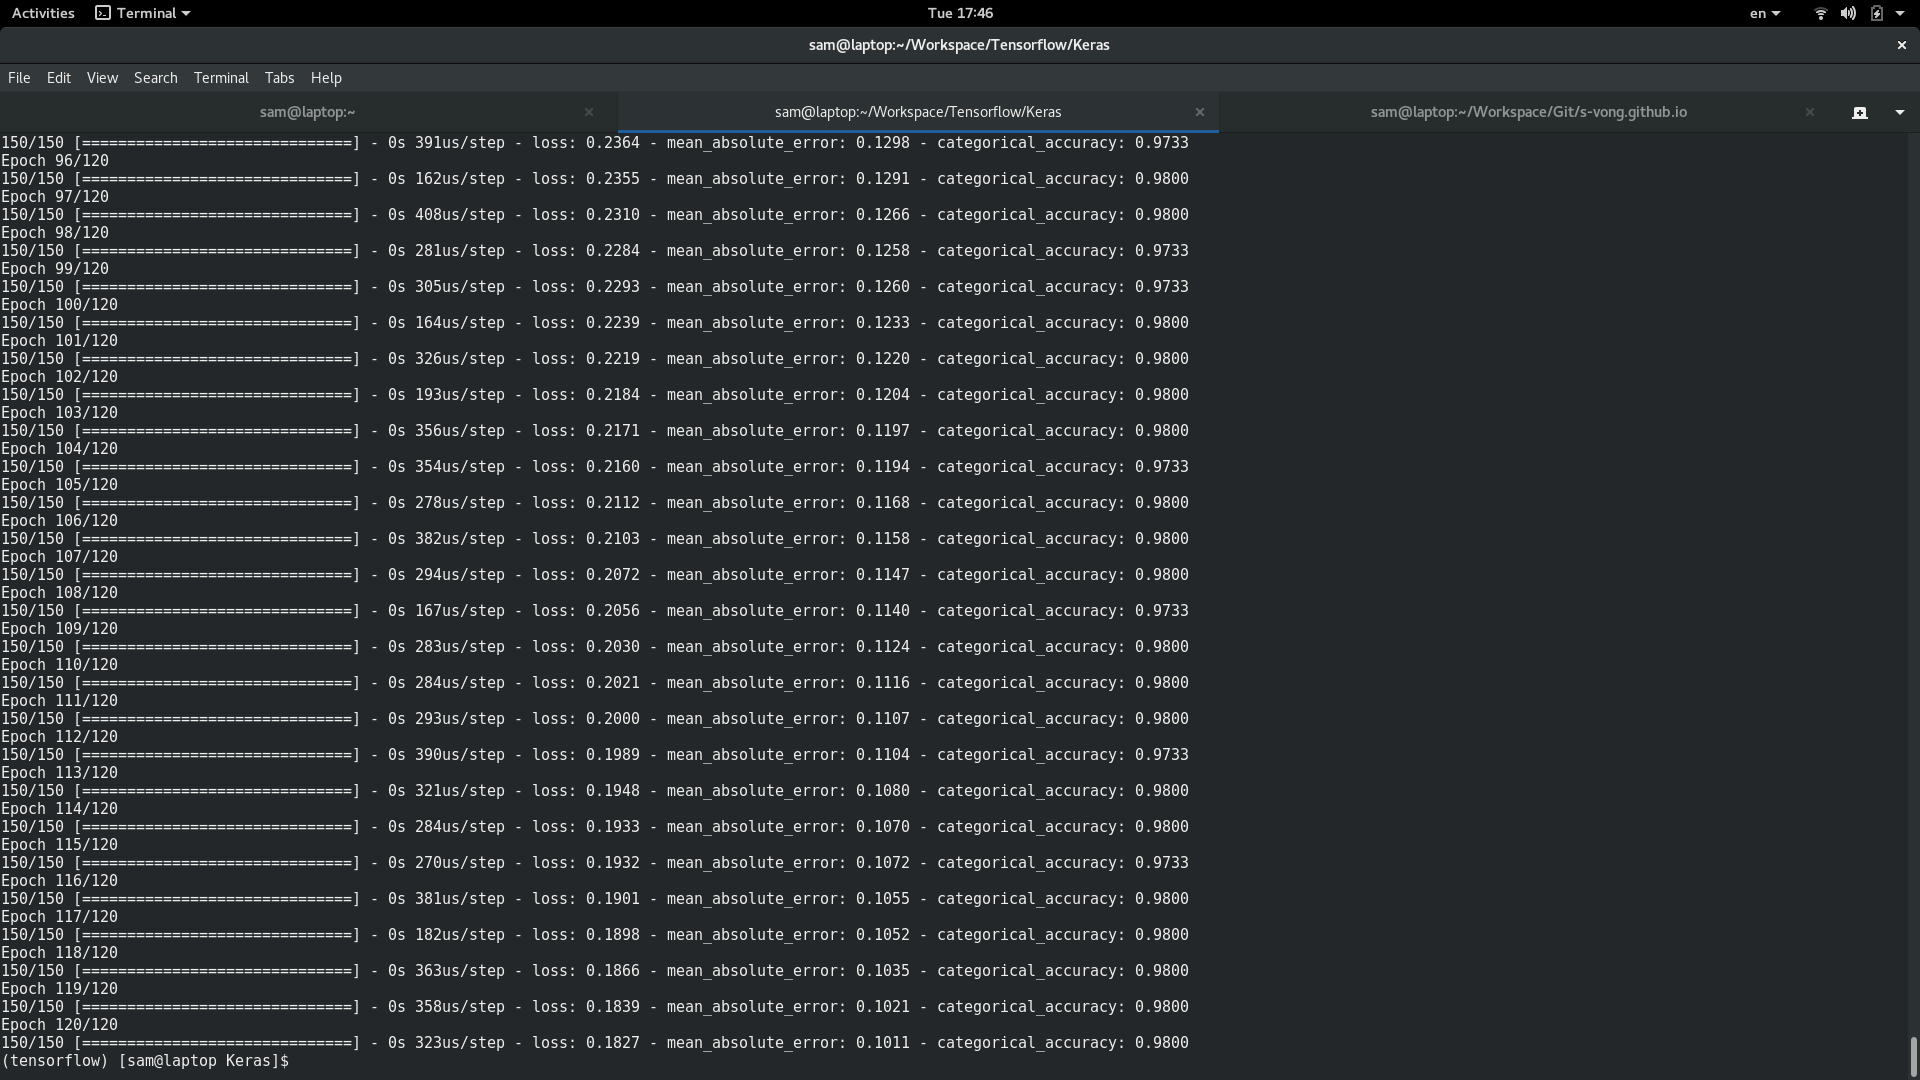 Activities Terminal Tue 17:46 en
sam@laptop:~/Workspace/Tensorflow/Keras
File Edit View Search Terminal Tabs Help
sam@laptop:~ sam@laptop:~/Workspace/Tensorflow/Keras sam@laptop:~/Workspace/Git/s-vong.github.io
150/150 [==============================] - 0s 391us/step - loss: 0.2364 - mean_absolute_error: 0.1298 - categorical_accuracy: 0.9733
Epoch 96/120
150/150 [==============================] - 0s 162us/step - loss: 0.2355 - mean_absolute_error: 0.1291 - categorical_accuracy: 0.9800
Epoch 97/120
150/150 [==============================] - 0s 408us/step - loss: 0.2310 - mean_absolute_error: 0.1266 - categorical_accuracy: 0.9800
Epoch 98/120
150/150 [==============================] - 0s 281us/step - loss: 0.2284 - mean_absolute_error: 0.1258 - categorical_accuracy: 0.9733
Epoch 99/120
150/150 [==============================] - 0s 305us/step - loss: 0.2293 - mean_absolute_error: 0.1260 - categorical_accuracy: 0.9733
Epoch 100/120
150/150 [==============================] - 0s 164us/step - loss: 0.2239 - mean_absolute_error: 0.1233 - categorical_accuracy: 0.9800
Epoch 101/120
150/150 [==============================] - 0s 326us/step - loss: 0.2219 - mean_absolute_error: 0.1220 - categorical_accuracy: 0.9800
Epoch 102/120
150/150 [==============================] - 0s 193us/step - loss: 0.2184 - mean_absolute_error: 0.1204 - categorical_accuracy: 0.9800
Epoch 103/120
150/150 [==============================] - 0s 356us/step - loss: 0.2171 - mean_absolute_error: 0.1197 - categorical_accuracy: 0.9800
Epoch 104/120
150/150 [==============================] - 0s 354us/step - loss: 0.2160 - mean_absolute_error: 0.1194 - categorical_accuracy: 0.9733
Epoch 105/120
150/150 [==============================] - 0s 278us/step - loss: 0.2112 - mean_absolute_error: 0.1168 - categorical_accuracy: 0.9800
Epoch 106/120
150/150 [==============================] - 0s 382us/step - loss: 0.2103 - mean_absolute_error: 0.1158 - categorical_accuracy: 0.9800
Epoch 107/120
150/150 [==============================] - 0s 294us/step - loss: 0.2072 - mean_absolute_error: 0.1147 - categorical_accuracy: 0.9800
Epoch 108/120
150/150 [==============================] - 0s 167us/step - loss: 0.2056 - mean_absolute_error: 0.1140 - categorical_accuracy: 0.9733
Epoch 109/120
150/150 [==============================] - 0s 283us/step - loss: 0.2030 - mean_absolute_error: 0.1124 - categorical_accuracy: 0.9800
Epoch 110/120
150/150 [==============================] - 0s 284us/step - loss: 0.2021 - mean_absolute_error: 0.1116 - categorical_accuracy: 0.9800
Epoch 111/120
150/150 [==============================] - 0s 293us/step - loss: 0.2000 - mean_absolute_error: 0.1107 - categorical_accuracy: 0.9800
Epoch 112/120
150/150 [==============================] - 0s 390us/step - loss: 0.1989 - mean_absolute_error: 0.1104 - categorical_accuracy: 0.9733
Epoch 113/120
150/150 [==============================] - 0s 321us/step - loss: 0.1948 - mean_absolute_error: 0.1080 - categorical_accuracy: 0.9800
Epoch 114/120
150/150 [==============================] - 0s 284us/step - loss: 0.1933 - mean_absolute_error: 0.1070 - categorical_accuracy: 0.9800
Epoch 115/120
150/150 [==============================] - 0s 270us/step - loss: 0.1932 - mean_absolute_error: 0.1072 - categorical_accuracy: 0.9733
Epoch 116/120
150/150 [==============================] - 0s 381us/step - loss: 0.1901 - mean_absolute_error: 0.1055 - categorical_accuracy: 0.9800
Epoch 117/120
150/150 [==============================] - 0s 182us/step - loss: 0.1898 - mean_absolute_error: 0.1052 - categorical_accuracy: 0.9800
Epoch 118/120
150/150 [==============================] - 0s 363us/step - loss: 0.1866 - mean_absolute_error: 0.1035 - categorical_accuracy: 0.9800
Epoch 119/120
150/150 [==============================] - 0s 358us/step - loss: 0.1839 - mean_absolute_error: 0.1021 - categorical_accuracy: 0.9800
Epoch 120/120
150/150 [==============================] - 0s 323us/step - loss: 0.1827 - mean_absolute_error: 0.1011 - categorical_accuracy: 0.9800
(tensorflow) [sam@laptop Keras]$